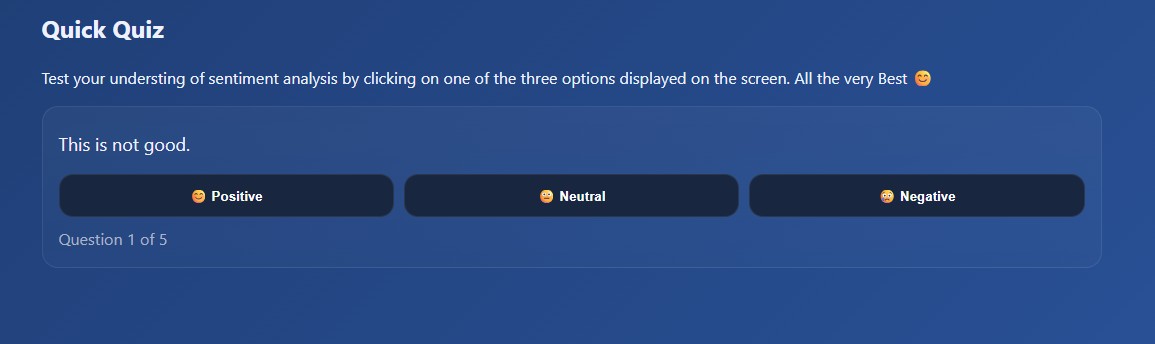 Quick Quiz
Test your understing of sentiment analysis by clicking on one of the three options displayed on the screen. All the very Best 😊
This is not good.
😊 Positive
😐 Neutral
😰 Negative
Question 1 of 5